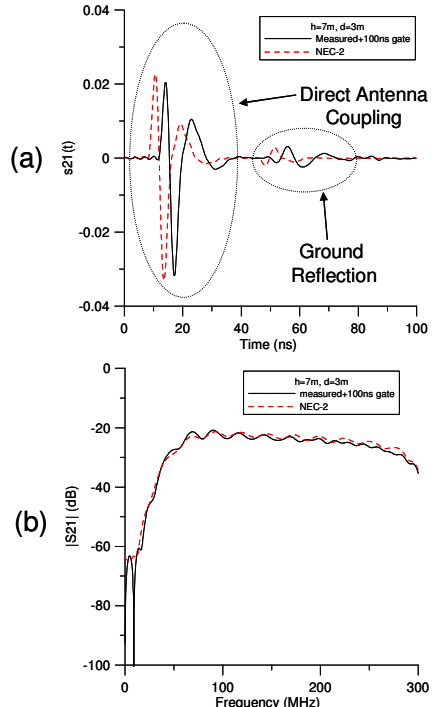 h=7m, d=3m
Measured+100ns gate
NEC-2
0.04
0.02
0
-0.02
-0.04
s21(t)
(a)
Direct Antenna
Coupling
Ground
Reflection
0 20 40 60 80 100
Time (ns)
h=7m, d=3m
measured+100ns gate
NEC-2
0
-20
-40
-60
-80
-100
|S21| (dB)
(b)
0 100 200 300
Frequency (MHz)